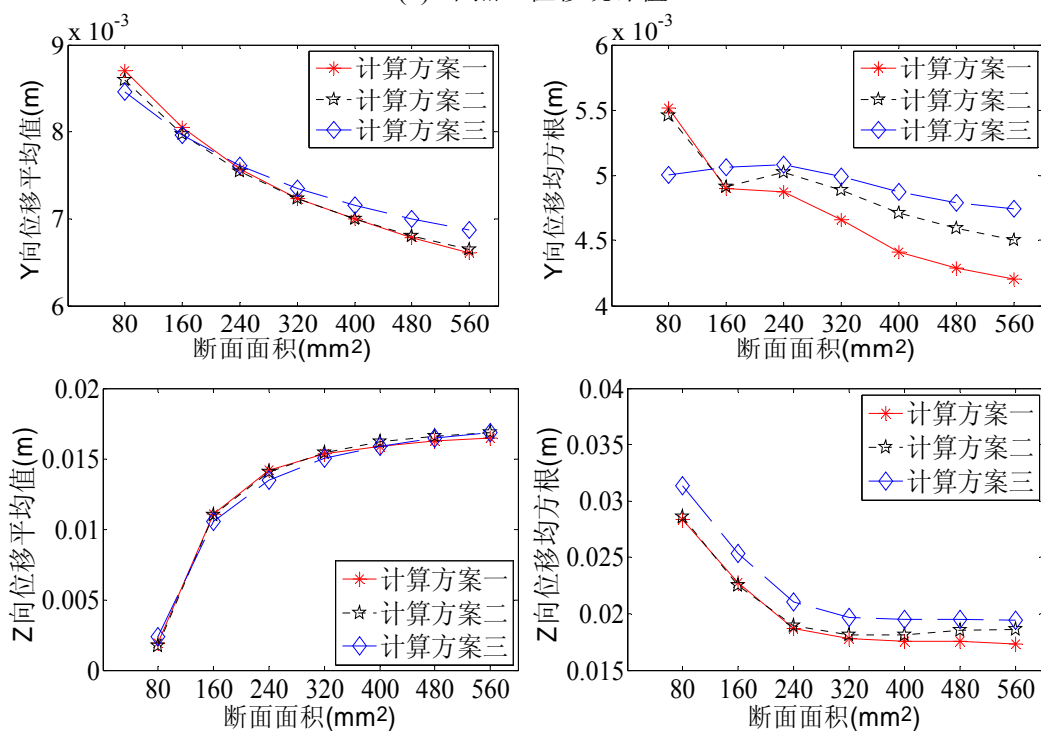 × 10⁻³
9
8
7
6
Y向位移平均值(m)
计算方案一
计算方案二
计算方案三
80 160 240 320 400 480 560
断面面积(mm²)
6 × 10⁻³
5.5
5
4.5
4
Y向位移均方根(m)
计算方案一
计算方案二
计算方案三
80 160 240 320 400 480 560
断面面积(mm²)
0.02
0.015
0.01
0.005
0
Z向位移平均值(m)
计算方案一
计算方案二
计算方案三
80 160 240 320 400 480 560
断面面积(mm²)
0.04
0.035
0.03
0.025
0.02
0.015
Z向位移均方根(m)
计算方案一
计算方案二
计算方案三
80 160 240 320 400 480 560
断面面积(mm²)